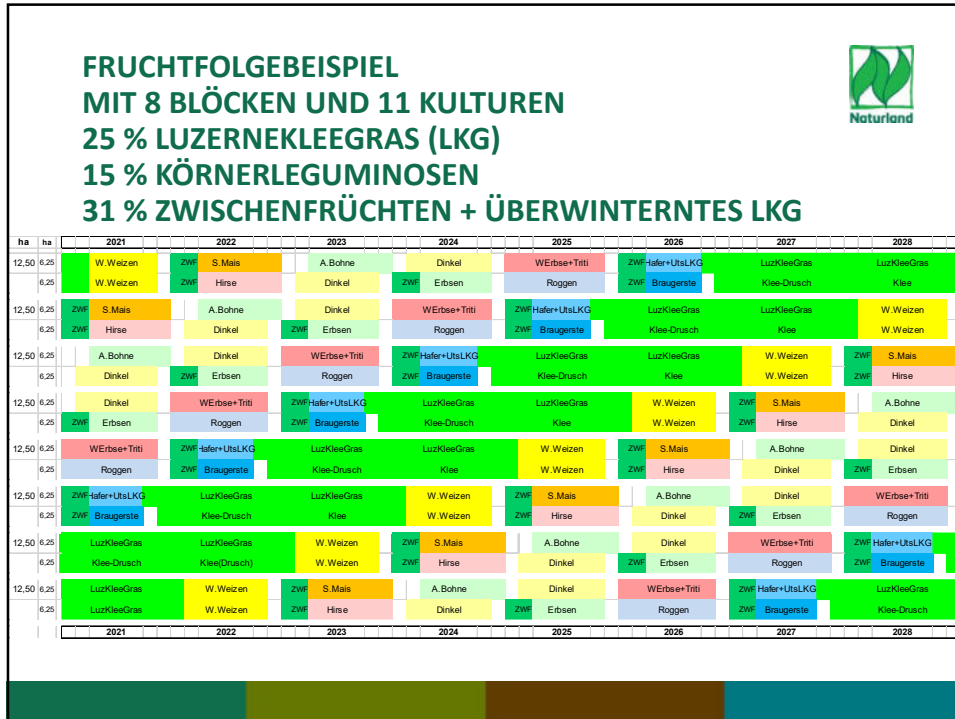 FRUCHTFOLGEBEISPIEL
MIT 8 BLÖCKEN UND 11 KULTUREN
25 % LUZERNEKLEEGRAS (LKG)
15 % KÖRNERLEGUMINOSEN
31 % ZWISCHENFRÜCHTEN + ÜBERWINTERNTES LKG
Naturland
ha ha 2021 2022 2023 2024 2025 2026 2027 2028
12,50 6,25 W.Weizen ZWF S.Mais A.Bohne Dinkel WErbse+Triti ZWF Hafer+UtsLKG LuzKleeGras LuzKleeGras
6,25 W.Weizen ZWF Hirse Dinkel ZWF Erbsen Roggen ZWF Braugerste Klee-Drusch Klee
12,50 6,25 ZWF S.Mais A.Bohne Dinkel WErbse+Triti ZWF Hafer+UtsLKG LuzKleeGras LuzKleeGras W.Weizen
6,25 ZWF Hirse Dinkel ZWF Erbsen Roggen ZWF Braugerste Klee-Drusch Klee W.Weizen
12,50 6,25 A.Bohne Dinkel WErbse+Triti ZWF Hafer+UtsLKG LuzKleeGras LuzKleeGras W.Weizen ZWF S.Mais
6,25 Dinkel ZWF Erbsen Roggen ZWF Braugerste Klee-Drusch Klee W.Weizen ZWF Hirse
12,50 6,25 Dinkel WErbse+Triti ZWF Hafer+UtsLKG LuzKleeGras LuzKleeGras W.Weizen ZWF S.Mais A.Bohne
6,25 ZWF Erbsen Roggen ZWF Braugerste Klee-Drusch Klee W.Weizen ZWF Hirse Dinkel
12,50 6,25 WErbse+Triti ZWF Hafer+UtsLKG LuzKleeGras LuzKleeGras W.Weizen ZWF S.Mais A.Bohne Dinkel
6,25 Roggen ZWF Braugerste Klee-Drusch Klee W.Weizen ZWF Hirse Dinkel ZWF Erbsen
12,50 6,25 ZWF Hafer+UtsLKG LuzKleeGras LuzKleeGras W.Weizen ZWF S.Mais A.Bohne Dinkel WErbse+Triti
6,25 ZWF Braugerste Klee-Drusch Klee W.Weizen ZWF Hirse Dinkel ZWF Erbsen Roggen
12,50 6,25 LuzKleeGras LuzKleeGras W.Weizen ZWF S.Mais A.Bohne Dinkel WErbse+Triti ZWF Hafer+UtsLKG
6,25 Klee-Drusch Klee(Drusch) W.Weizen ZWF Hirse Dinkel ZWF Erbsen Roggen ZWF Braugerste
12,50 6,25 LuzKleeGras W.Weizen ZWF S.Mais A.Bohne Dinkel WErbse+Triti ZWF Hafer+UtsLKG LuzKleeGras
6,25 LuzKleeGras W.Weizen ZWF Hirse Dinkel ZWF Erbsen Roggen ZWF Braugerste Klee-Drusch
2021 2022 2023 2024 2025 2026 2027 2028